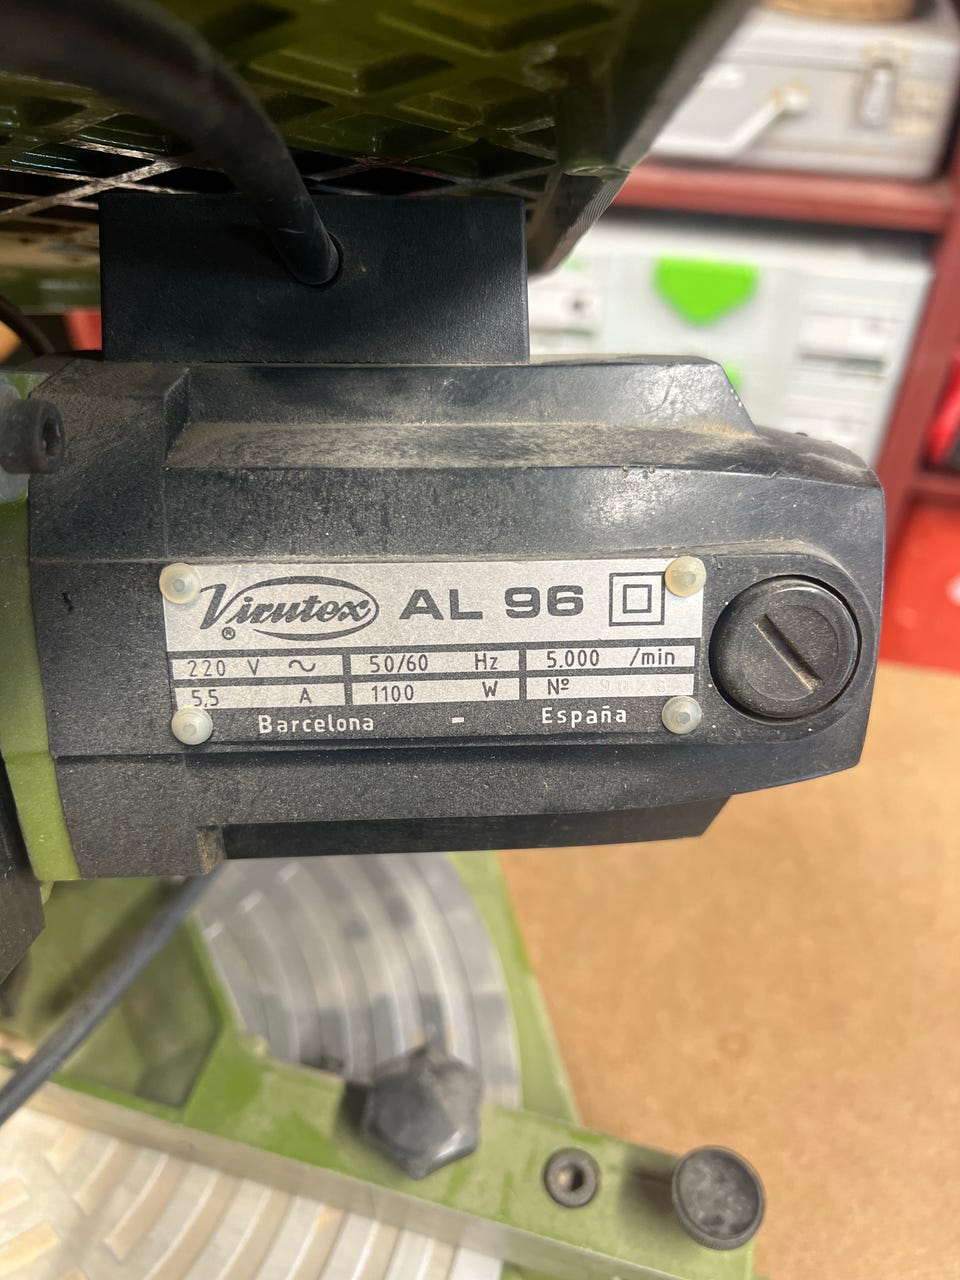 Virutex ® AL 96
220 V ~ 50/60 Hz 5.000 /min
5,5 A 1100 W Nº
Barcelona - España